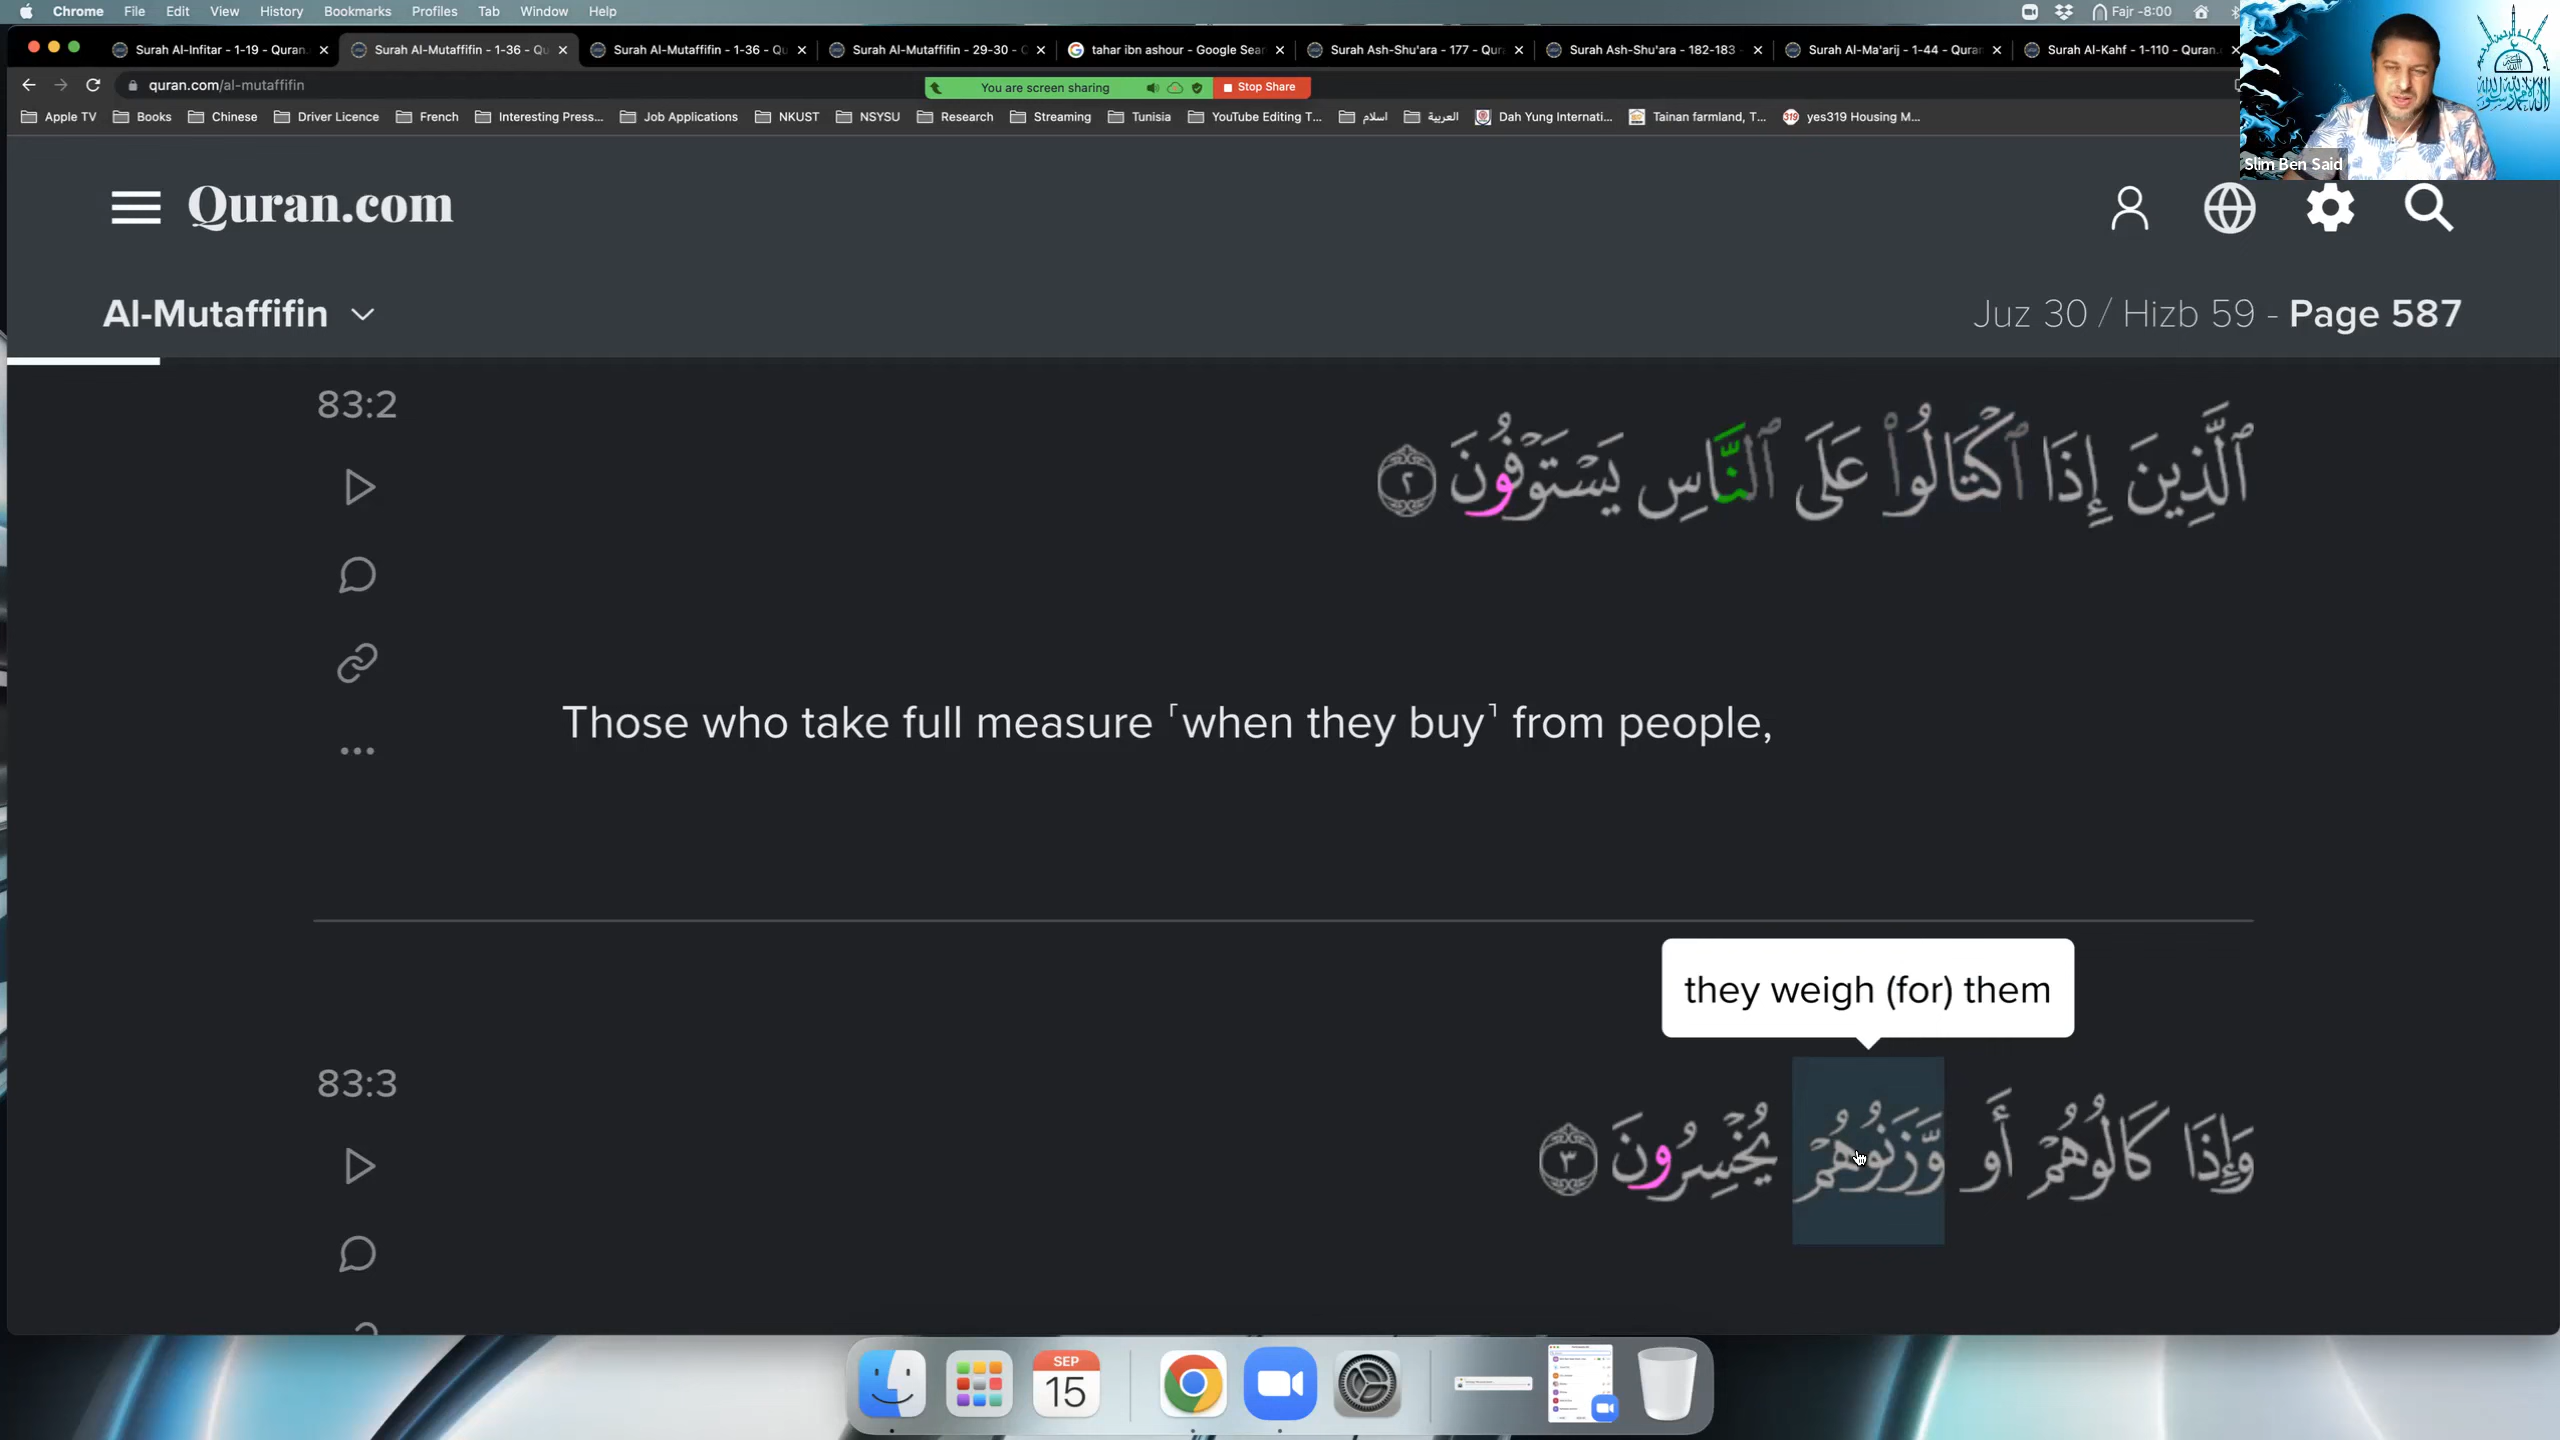 Chrome File Edit View History Bookmarks Profiles Tab Window Help Fajr -8:00
Surah Al-Infitar - 1-19 - Quran. Surah Al-Mutaffifin - 1-36 - Qu Surah Al-Mutaffifin - 1-36 - Qu Surah Al-Mutaffifin - 29-30 - Q tahar ibn ashour - Google Sear Surah Ash-Shu'ara - 177 - Qur Surah Ash-Shu'ara - 182-183 - Surah Al-Ma'arij - 1-44 - Quran Surah Al-Kahf - 1-110 - Quran.
quran.com/al-mutaffifin You are screen sharing Stop Share
Apple TV Books Chinese Driver Licence French Interesting Press... Job Applications NKUST NSYSU Research Streaming Tunisia YouTube Editing T... اسلام العربية Dah Yung Internati... Tainan farmland, T... yes319 Housing M...
Slim Ben Said
Quran.com
Al-Mutaffifin Juz 30 / Hizb 59 - Page 587
83:2
ٱلَّذِينَ إِذَا ٱكْتَالُوا۟ عَلَى ٱلنَّاسِ يَسْتَوْفُونَ ٢
Those who take full measure ˹when they buy˺ from people,
they weigh (for) them
83:3
وَإِذَا كَالُوهُمْ أَو وَّزَنُوهُمْ يُخْسِرُونَ ٣
SEP
15